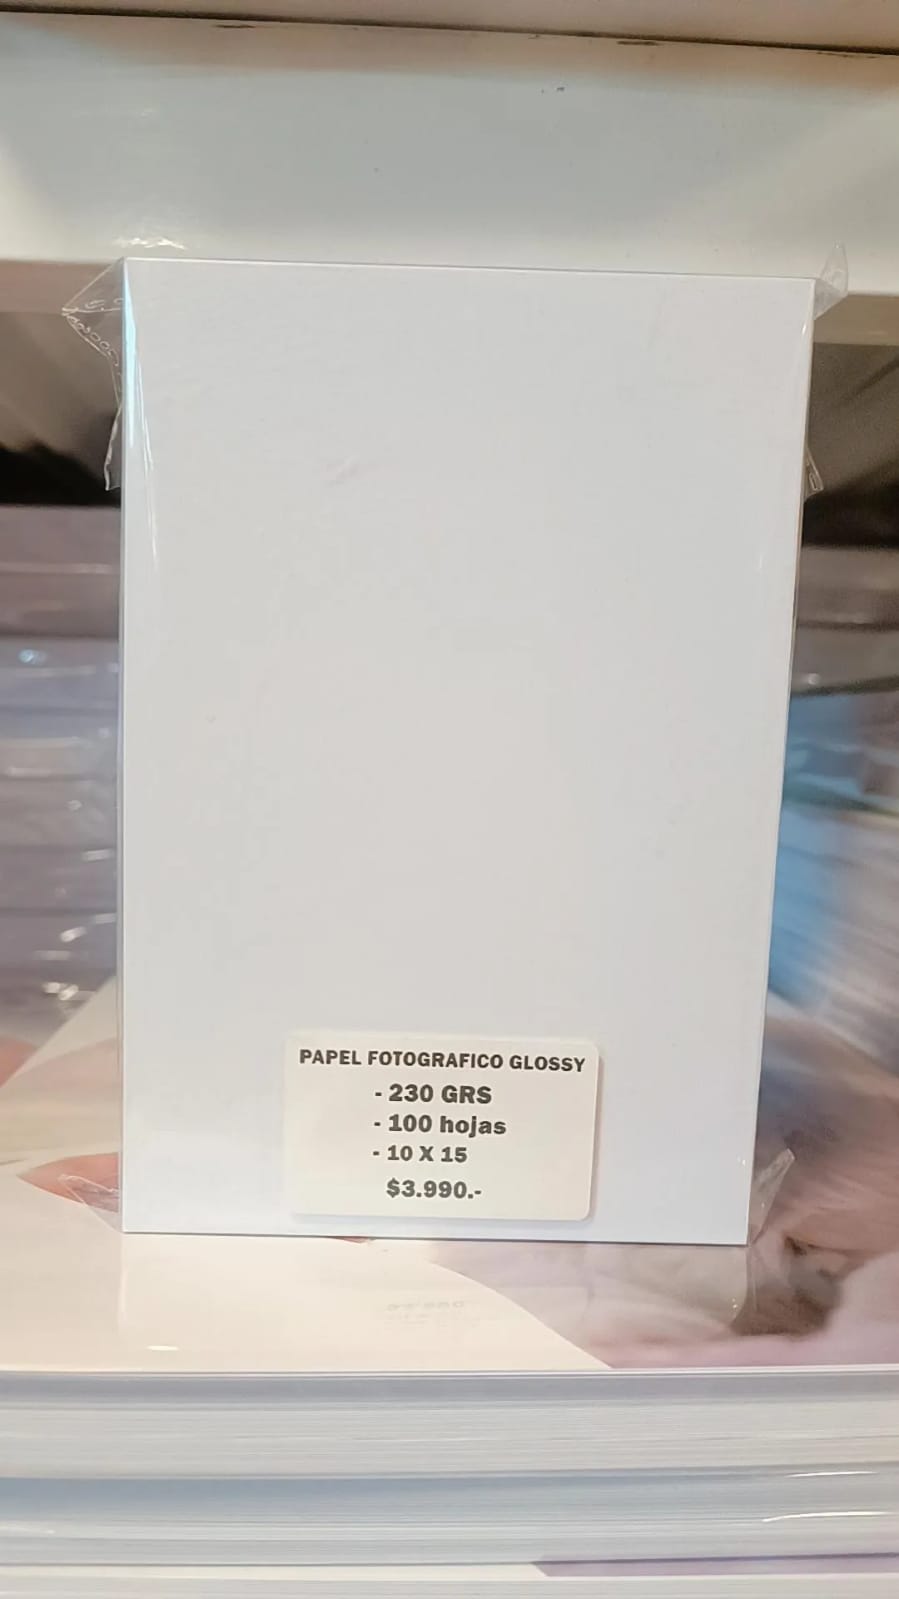 PAPEL FOTOGRAFICO GLOSSY
- 230 GRS
- 100 hojas
- 10 X 15
$3.990.-